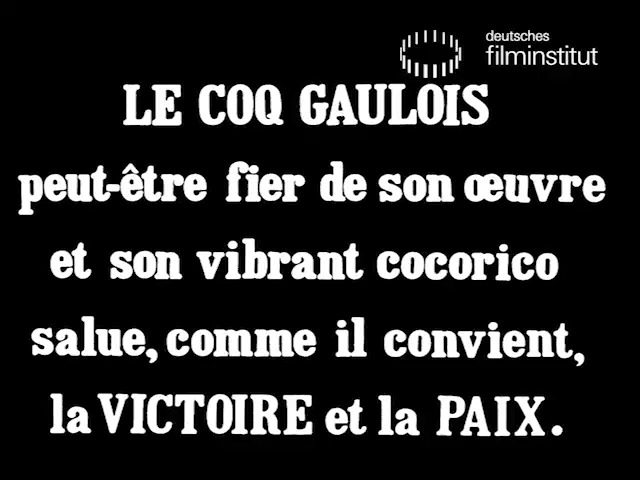 deutsches
filminstitut
LE COQ GAULOIS
peut-être fier de son œuvre
et son vibrant cocorico
salue, comme il convient,
la VICTOIRE et la PAIX.